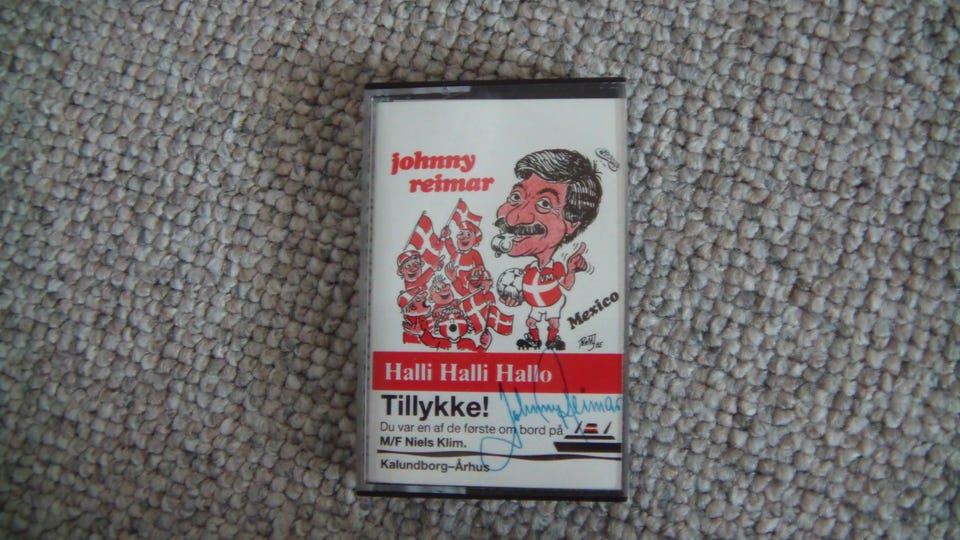 johnny
reimar
VM
Mexico
Halli Halli Hallo
Tillykke!
Johnny Reimar
Du var en af de første om bord på
M/F Niels Klim.
Kalundborg–Århus